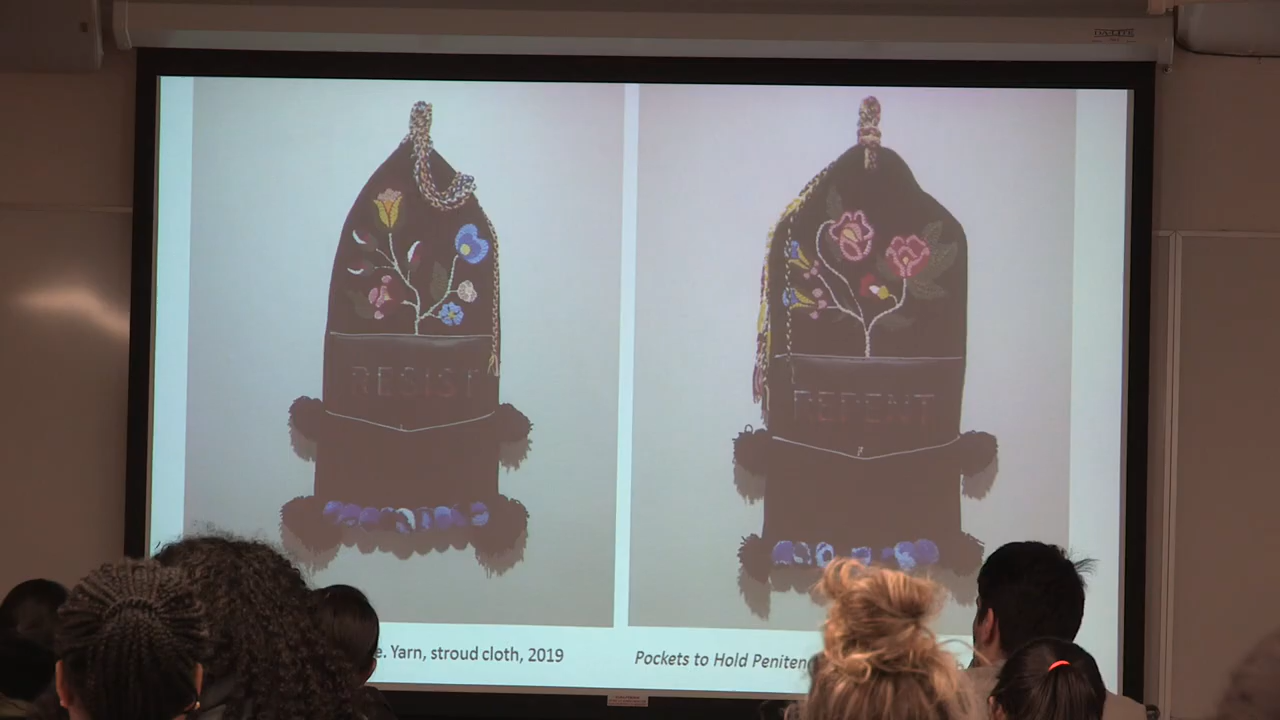 RESIST
REPENT
e. Yarn, stroud cloth, 2019
Pockets to Hold Peniten